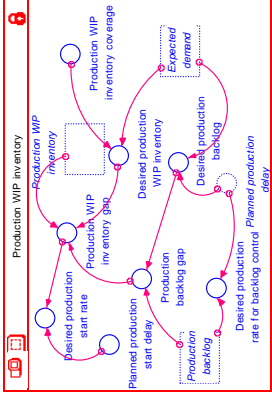 Production WIP inventory
Production WIP
inventory
Production WIP
inventory coverage
Production WIP
inventory gap
Desired production
start rate
Planned production
start delay
Desired production
WIP inventory
Expected
demand
Desired production
backlog
Production
backlog gap
Production
backlog
Planned production
delay
Desired production
rate for backlog control